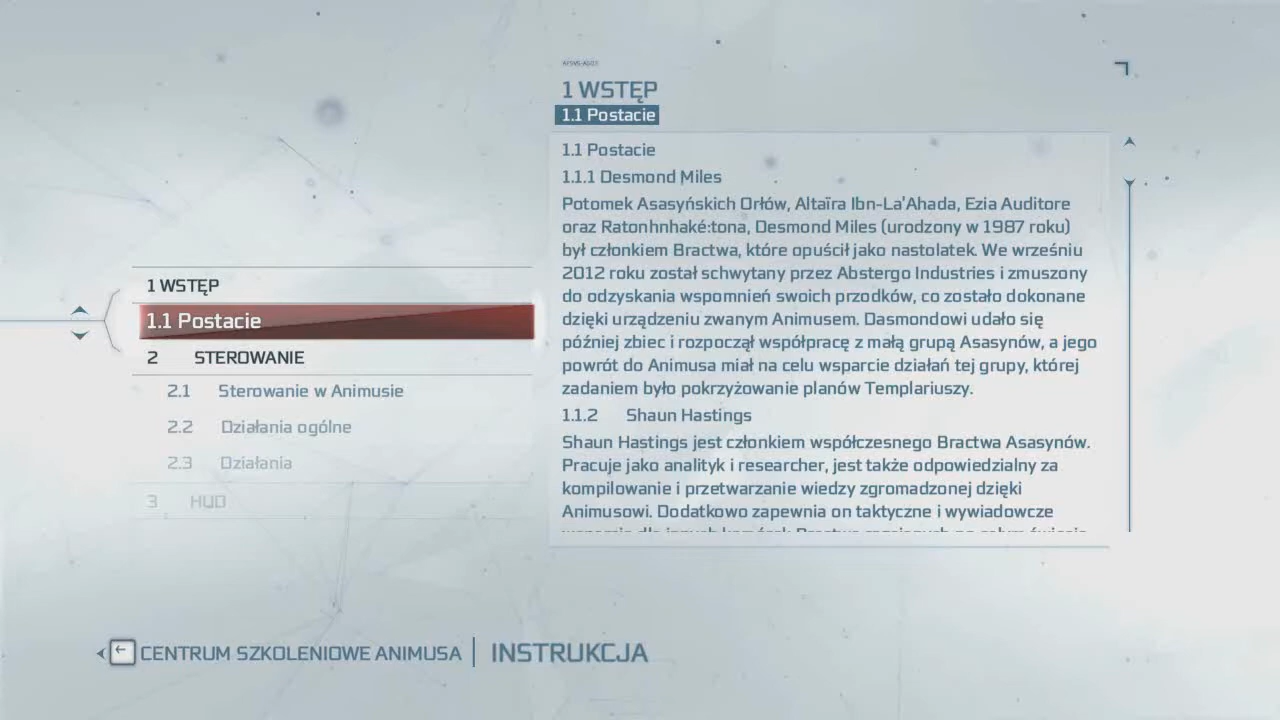 1 WSTĘP
1.1 Postacie
1.1 Postacie
1.1.1 Desmond Miles
Potomek Asasyńskich Orłów, Altaïra Ibn-La'Ahada, Ezia Auditore
oraz Ratonhnhaké:tona, Desmond Miles (urodzony w 1987 roku)
był członkiem Bractwa, które opuścił jako nastolatek. We wrześniu
2012 roku został schwytany przez Abstergo Industries i zmuszony
do odzyskania wspomnień swoich przodków, co zostało dokonane
dzięki urządzeniu zwanym Animusem. Dasmondowi udało się
później zbiec i rozpoczął współpracę z małą grupą Asasynów, a jego
powrót do Animusa miał na celu wsparcie działań tej grupy, której
zadaniem było pokrzyżowanie planów Templariuszy.
1.1.2 Shaun Hastings
Shaun Hastings jest członkiem współczesnego Bractwa Asasynów.
Pracuje jako analityk i researcher, jest także odpowiedzialny za
kompilowanie i przetwarzanie wiedzy zgromadzonej dzięki
Animusowi. Dodatkowo zapewnia on taktyczne i wywiadowcze
1 WSTĘP
1.1 Postacie
2 STEROWANIE
2.1 Sterowanie w Animusie
2.2 Działania ogólne
2.3 Działania
3 HUD
CENTRUM SZKOLENIOWE ANIMUSA | INSTRUKCJA